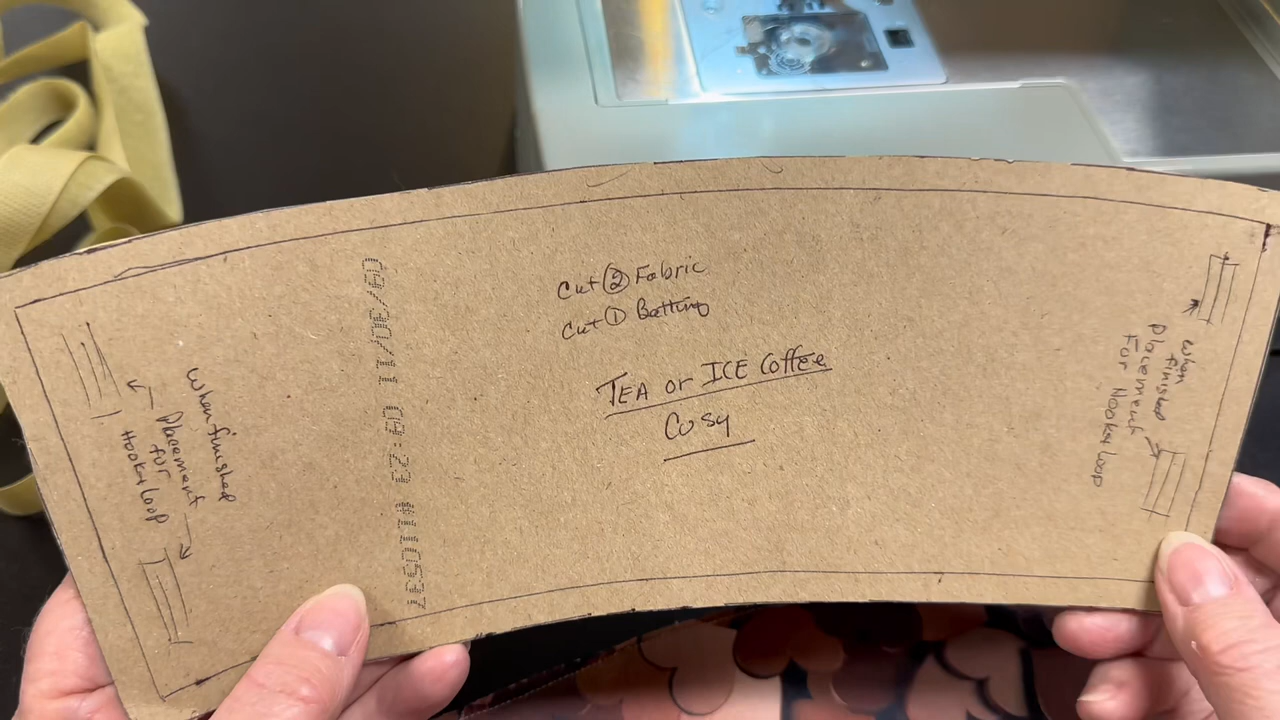 Cut ② Fabric
Cut ① Batting
TEA or ICE Coffee
Cosy
When finished
Placement
for
Hook & Loop
When
finished
Placement
For Hook & Loop